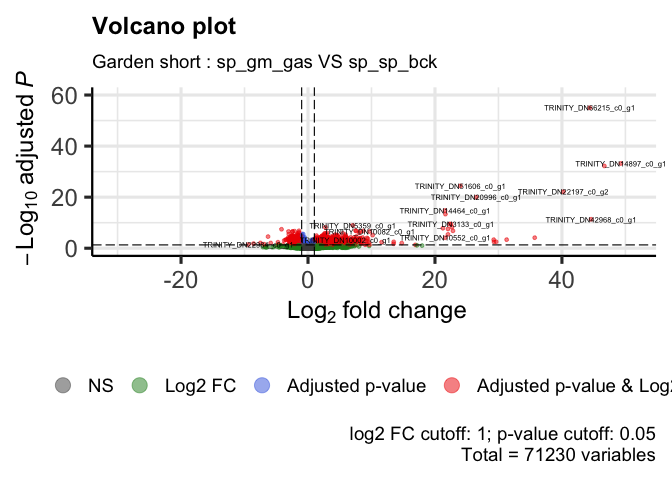 Volcano plot
Garden short : sp_gm_gas VS sp_sp_bck
− Log10 adjusted P
60
40
20
0
TRINITY_DN66215_c0_g1
TRINITY_DN14897_c0_g1
TRINITY_DN51606_c0_g1
TRINITY_DN22197_c0_g2
TRINITY_DN20996_c0_g1
TRINITY_DN4464_c0_g1
TRINITY_DN42968_c0_g1
TRINITY_DN3133_c0_g1
TRINITY_DN5359_c0_g1
TRINITY_DN10082_c0_g1
TRINITY_DN10552_c0_g1
-20
0
20
40
Log2 fold change
NS
Log2 FC
Adjusted p-value
Adjusted p-value & Log2
log2 FC cutoff: 1; p-value cutoff: 0.05
Total = 71230 variables